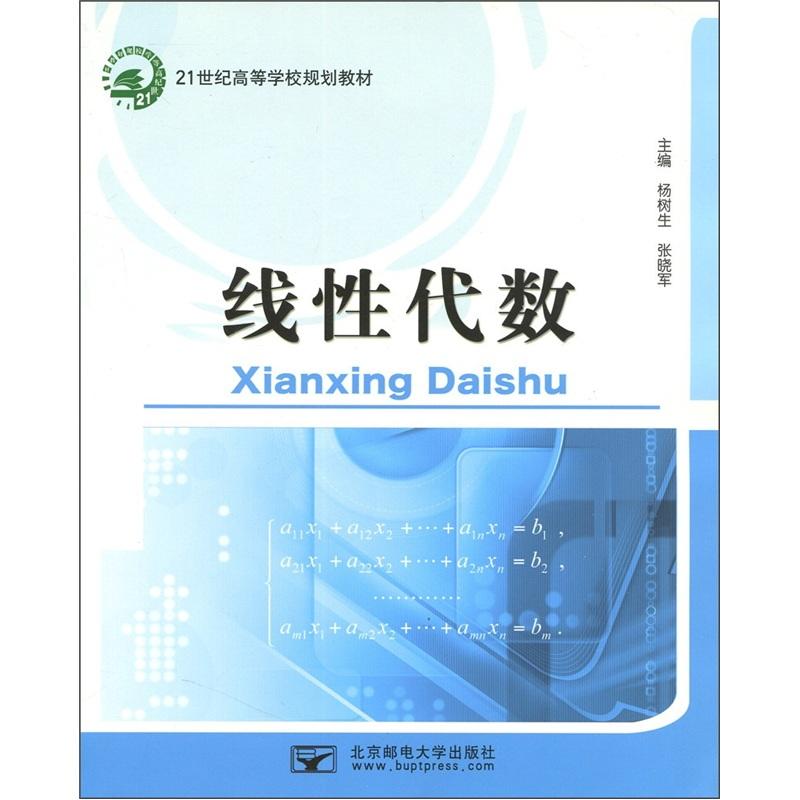 21世纪高等学校规划教材
21
主编 杨树生 张晓军
线性代数
Xianxing Daishu
a₁₁x₁+a₁₂x₂+⋯+a₁ₙxₙ=b₁,
a₂₁x₁+a₂₂x₂+⋯+a₂ₙxₙ=b₂,
…………
aₘ₁x₁+aₘ₂x₂+⋯+aₘₙxₙ=bₘ.
北京邮电大学出版社
www.buptpress.com